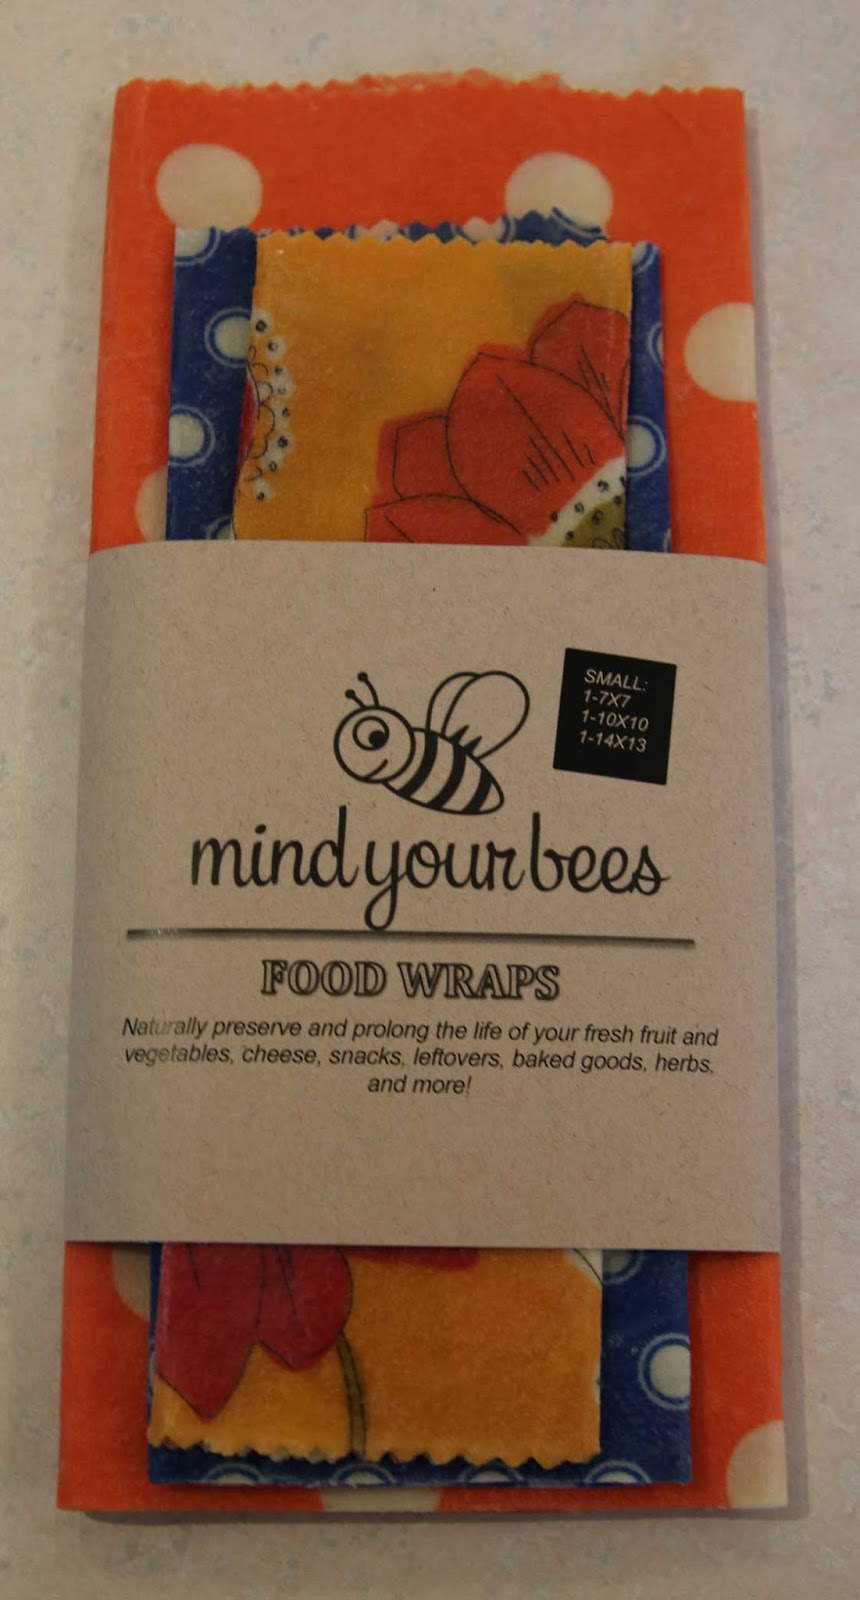 SMALL:
1-7X7
1-10X10
1-14X13
mind your bees
FOOD WRAPS
Naturally preserve and prolong the life of your fresh fruit and
vegetables, cheese, snacks, leftovers, baked goods, herbs,
and more!